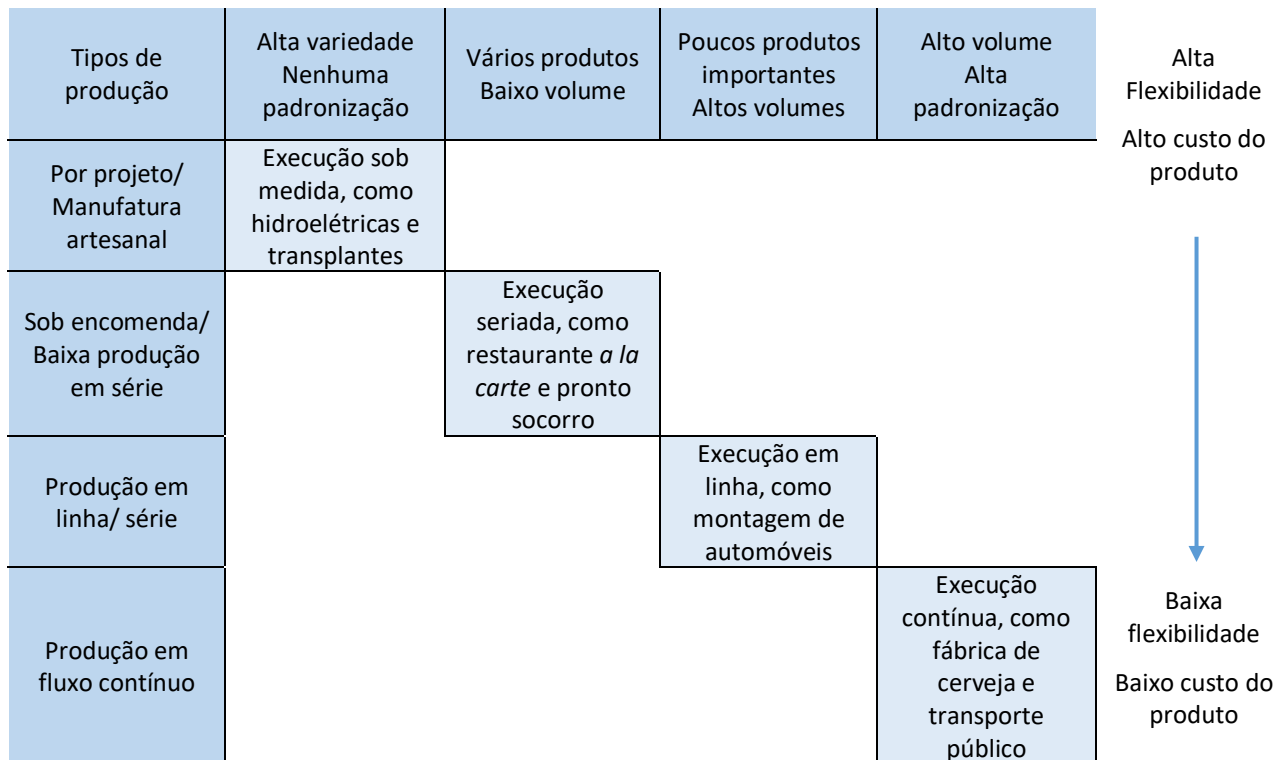 Tipos de
produção
Alta variedade
Nenhuma
padronização
Vários produtos
Baixo volume
Poucos produtos
importantes
Altos volumes
Alto volume
Alta
padronização
Alta
Flexibilidade
Alto custo do
produto
Por projeto/
Manufatura
artesanal
Execução sob
medida, como
hidroelétricas e
transplantes
Sob encomenda/
Baixa produção
em série
Execução
seriada, como
restaurante a la
carte e pronto
socorro
Produção em
linha/ série
Execução em
linha, como
montagem de
automóveis
Produção em
fluxo contínuo
Execução
contínua, como
fábrica de
cerveja e
transporte
público
Baixa
flexibilidade
Baixo custo do
produto